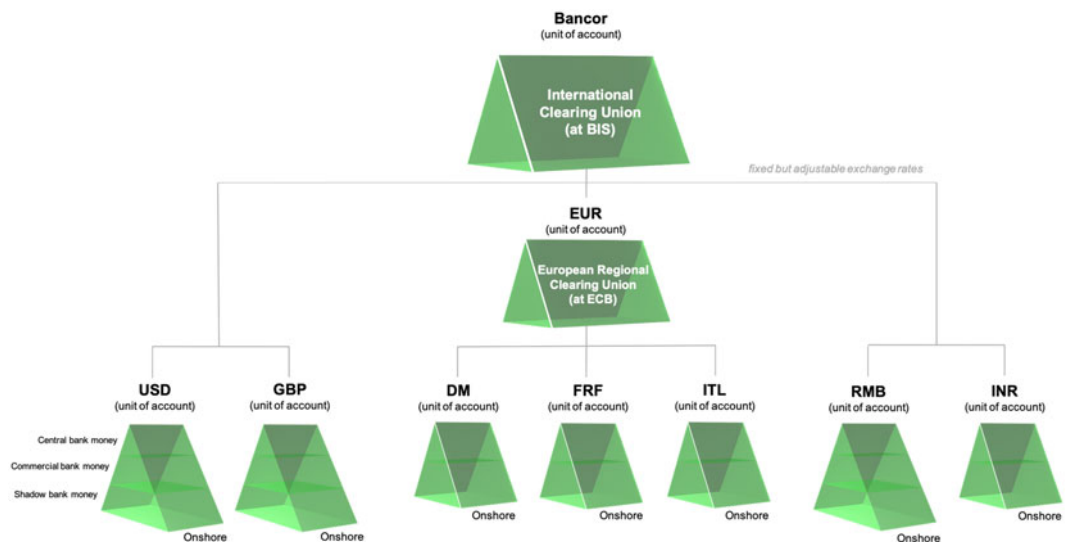 Bancor
(unit of account)
International
Clearing Union
(at BIS)
fixed but adjustable exchange rates
EUR
(unit of account)
European Regional
Clearing Union
(at ECB)
USD
(unit of account)
GBP
(unit of account)
DM
(unit of account)
FRF
(unit of account)
ITL
(unit of account)
RMB
(unit of account)
INR
(unit of account)
Central bank money
Commercial bank money
Shadow bank money
Onshore
Onshore
Onshore
Onshore
Onshore
Onshore
Onshore